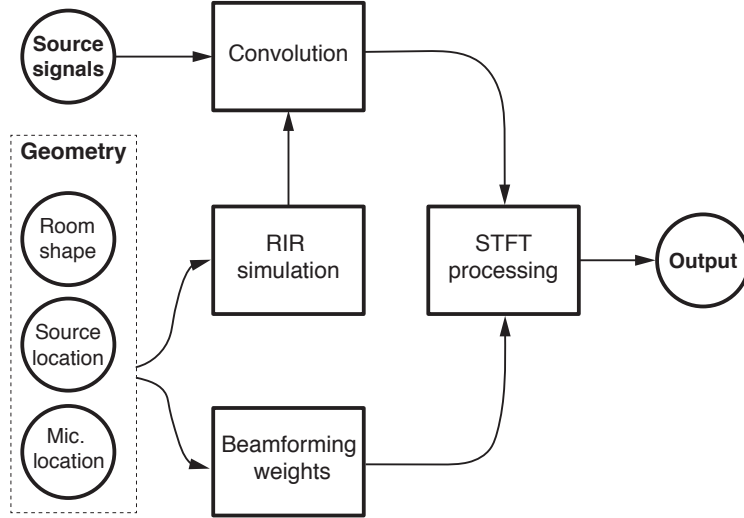 Source
signals
Convolution
Geometry
Room
shape
Source
location
Mic.
location
RIR
simulation
Beamforming
weights
STFT
processing
Output